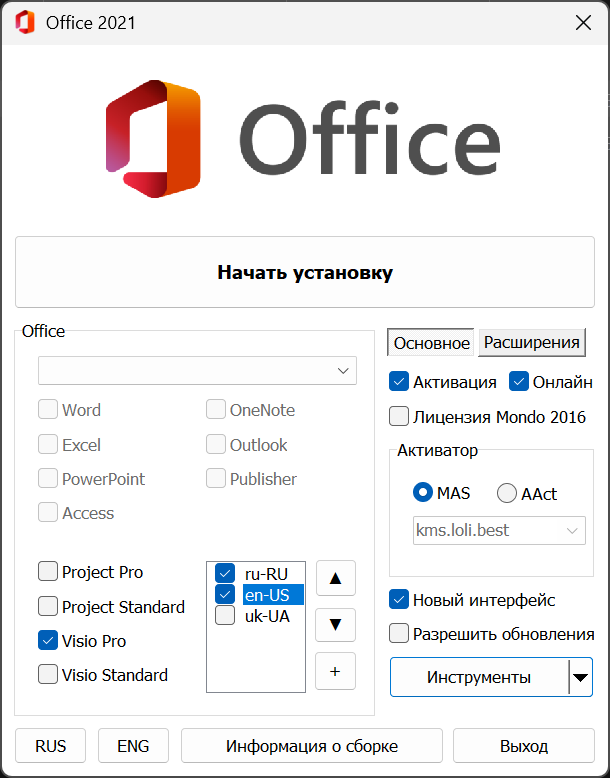 Office 2021
Office
Начать установку
Office
Основное Расширения
Активация Онлайн
Word OneNote
Лицензия Mondo 2016
Excel Outlook
Активатор
PowerPoint Publisher
MAS AAct
Access
kms.loli.best
Project Pro
ru-RU
en-US
Новый интерфейс
Project Standard
uk-UA
Разрешить обновления
Visio Pro
Visio Standard
+
Инструменты
RUS ENG Информация о сборке Выход